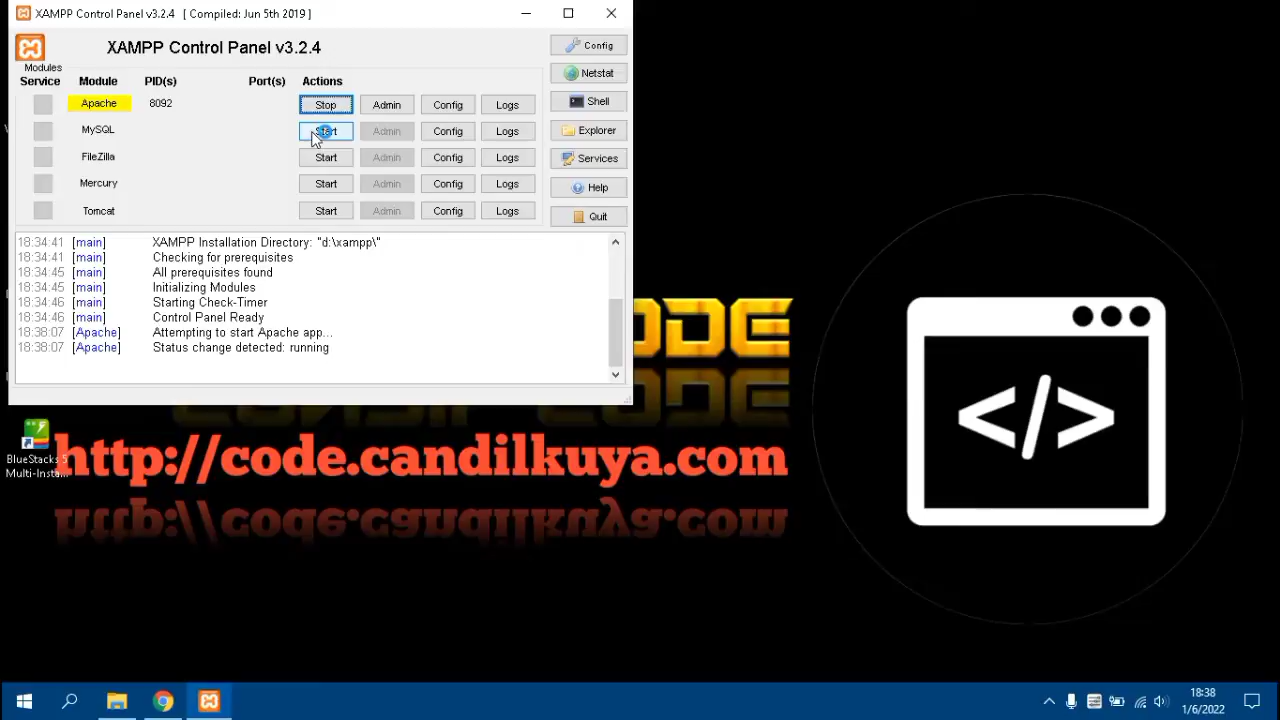 XAMPP Control Panel v3.2.4 [ Compiled: Jun 5th 2019 ]
XAMPP Control Panel v3.2.4
Config
Modules
Service Module PID(s) Port(s) Actions
Netstat
Apache 8092 Stop Admin Config Logs
Shell
MySQL Start Admin Config Logs
Explorer
FileZilla Start Admin Config Logs
Services
Mercury Start Admin Config Logs
Help
Tomcat Start Admin Config Logs
Quit
18:34:41 [main] XAMPP Installation Directory: "d:\xampp\"
18:34:41 [main] Checking for prerequisites
18:34:45 [main] All prerequisites found
18:34:45 [main] Initializing Modules
18:34:46 [main] Starting Check-Timer
18:34:46 [main] Control Panel Ready
18:38:07 [Apache] Attempting to start Apache app...
18:38:07 [Apache] Status change detected: running
ODE
</>
BlueStacks 5
Multi-Insta...
http://code.candilkuya.com
18:38
1/6/2022